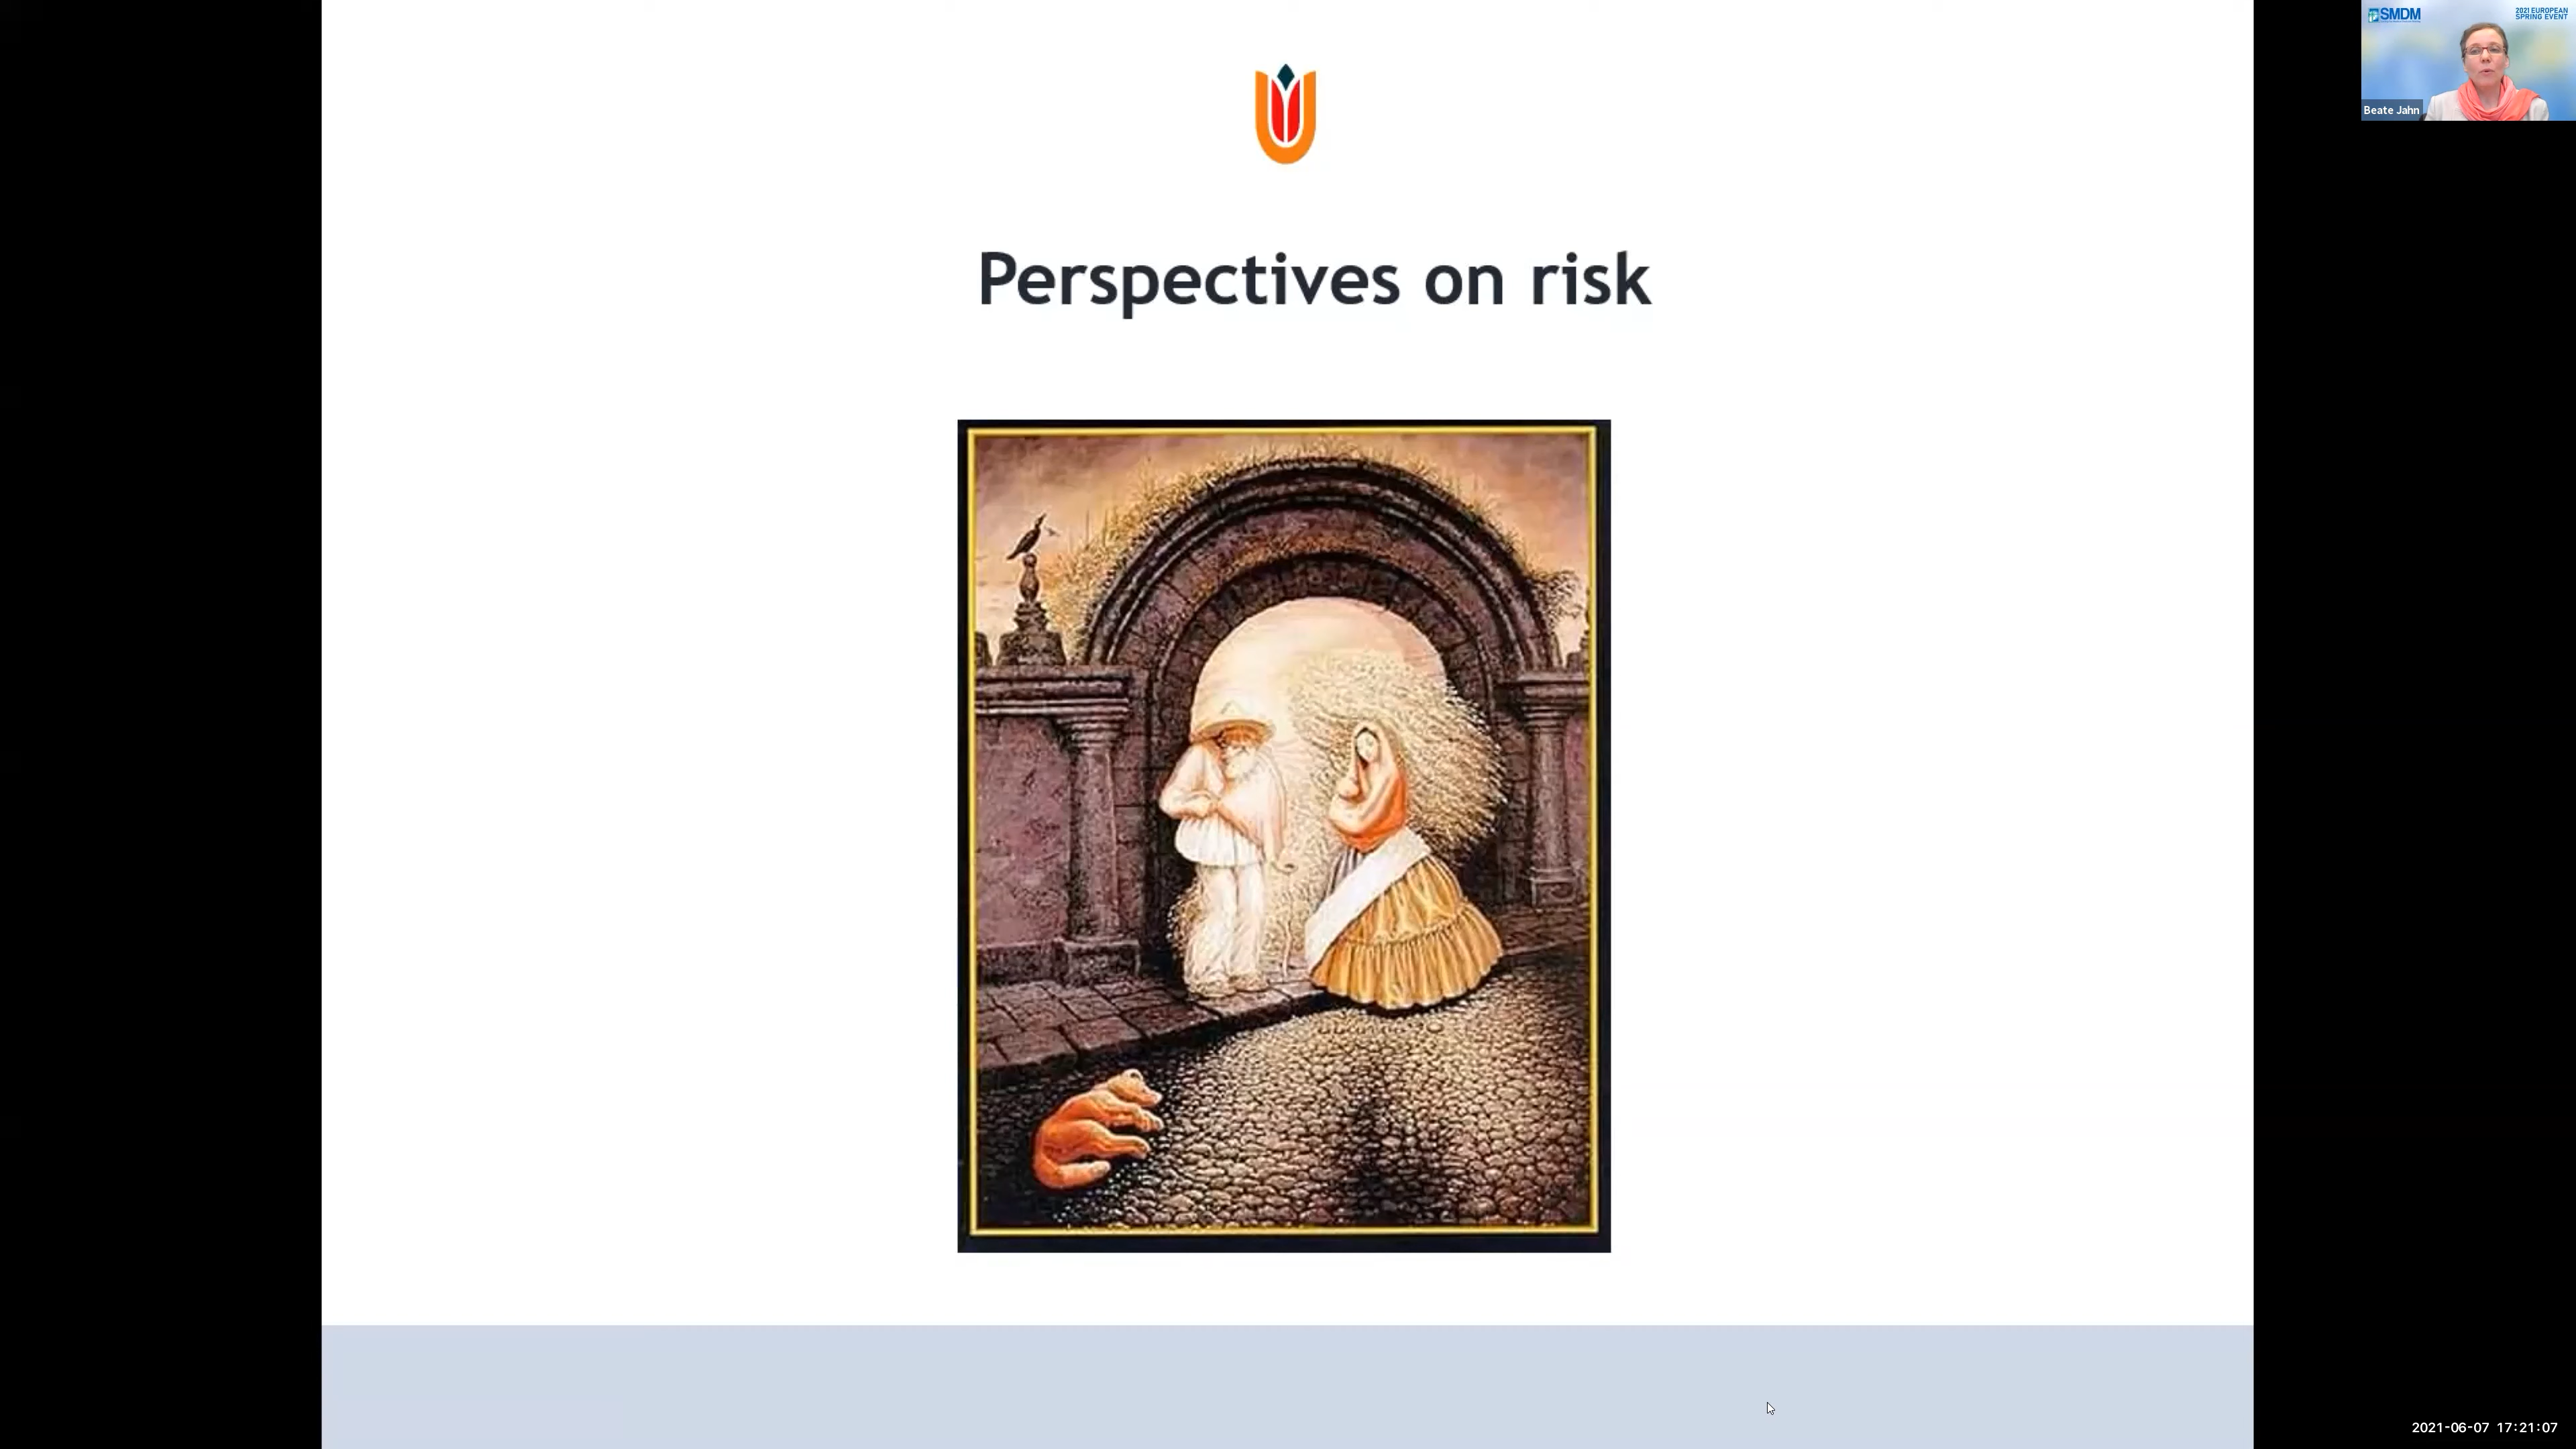 SMDM
2021 EUROPEAN
SPRING EVENT
Beate Jahn
Perspectives on risk
2021-06-07 17:21:07